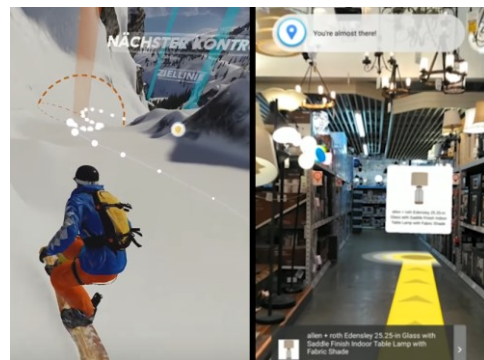 NÄCHSTER KONTR
ZIELLINIE
You're almost there!
allen + roth Edensley 25.25-in
Glass with Saddle Finish Indoor
Table Lamp with Fabric Shade
allen + roth Edensley 25.25-in Glass with
Saddle Finish Indoor Table Lamp with
Fabric Shade